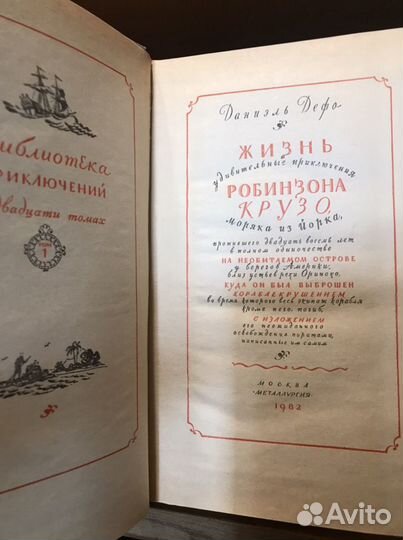 иблиотека
риключений
двадцати томах
том
1
Даниэль Дефо
Жизнь
и
удивительные приключения
Робинзона
Крузо,
моряка из Йорка,
прожившего двадцать восемь лет
в полном одиночестве
на необитаемом острове
у берегов Америки,
близ устьев реки Ориноко,
куда он был выброшен
кораблекрушением,
во время которого весь экипаж корабля
кроме него погиб
с изложением
его неожиданного
освобождения пиратами,
написанные им самим
Москва
"Металлургия"
1982
Avito